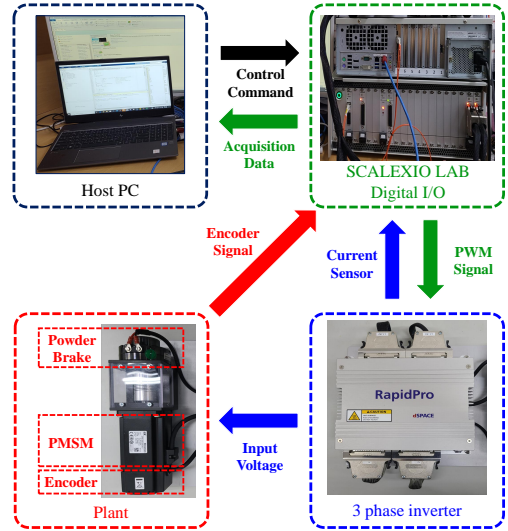 Control
Command
Acquisition
Data
Host PC
SCALEXIO LAB
Digital I/O
Encoder
Signal
Current
Sensor
PWM
Signal
Powder
Brake
PMSM
Encoder
Plant
Input
Voltage
RapidPro
dSPACE
3 phase inverter